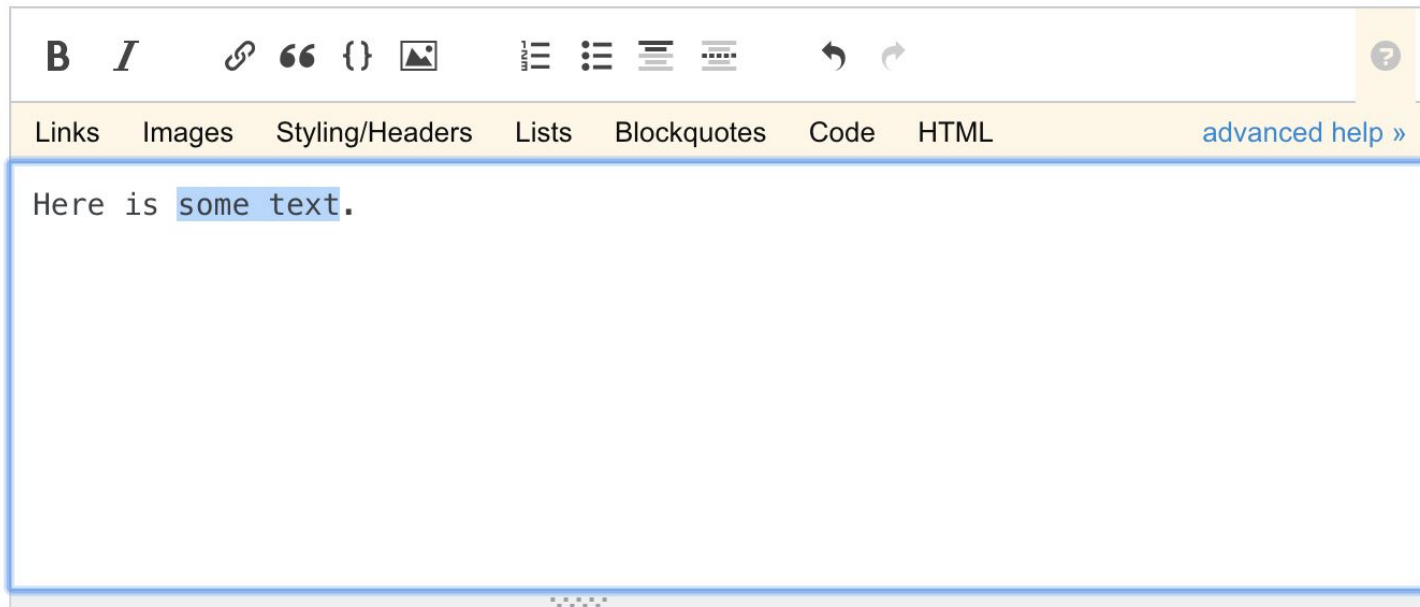 B I
Links Images Styling/Headers Lists Blockquotes Code HTML advanced help »
Here is some text.